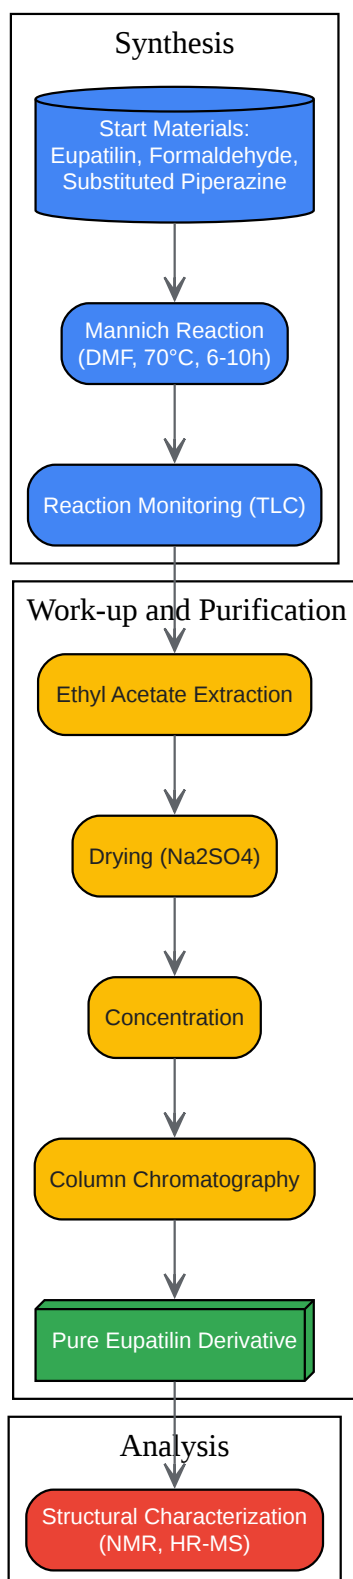 Synthesis
Start Materials:
Eupatilin, Formaldehyde,
Substituted Piperazine
Mannich Reaction
(DMF, 70°C, 6-10h)
Reaction Monitoring (TLC)
Work-up and Purification
Ethyl Acetate Extraction
Drying (Na2SO4)
Concentration
Column Chromatography
Pure Eupatilin Derivative
Analysis
Structural Characterization
(NMR, HR-MS)